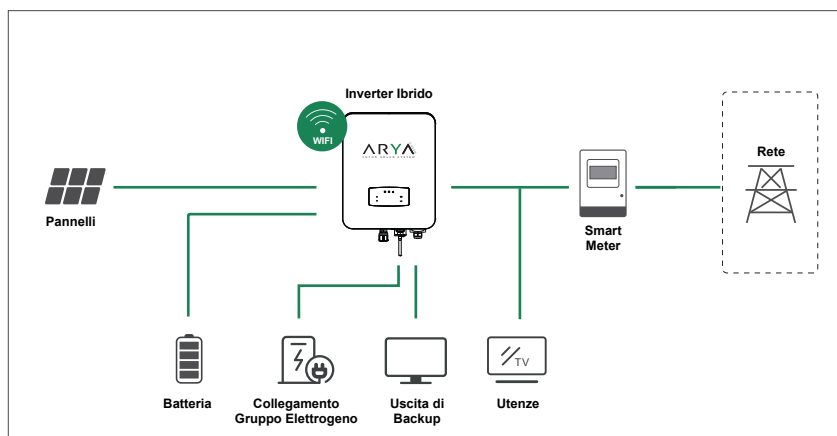 Inverter Ibrido
WIFI
ARYA
Rete
Pannelli
Smart
Meter
TV
Batteria
Collegamento
Gruppo Elettrogeno
Uscita di
Backup
Utenze